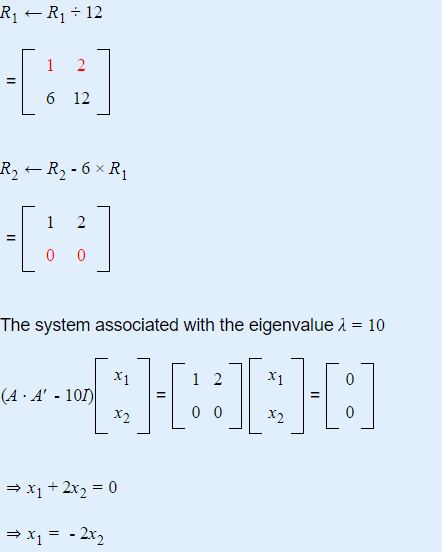 R1 ← R1 ÷ 12
= [ 1 2
6 12 ]
R2 ← R2 - 6 × R1
= [ 1 2
0 0 ]
The system associated with the eigenvalue λ = 10
(A · A′ - 10I) [ x1
x2 ] = [ 1 2
0 0 ] [ x1
x2 ] = [ 0
0 ]
⇒ x1 + 2x2 = 0
⇒ x1 = - 2x2